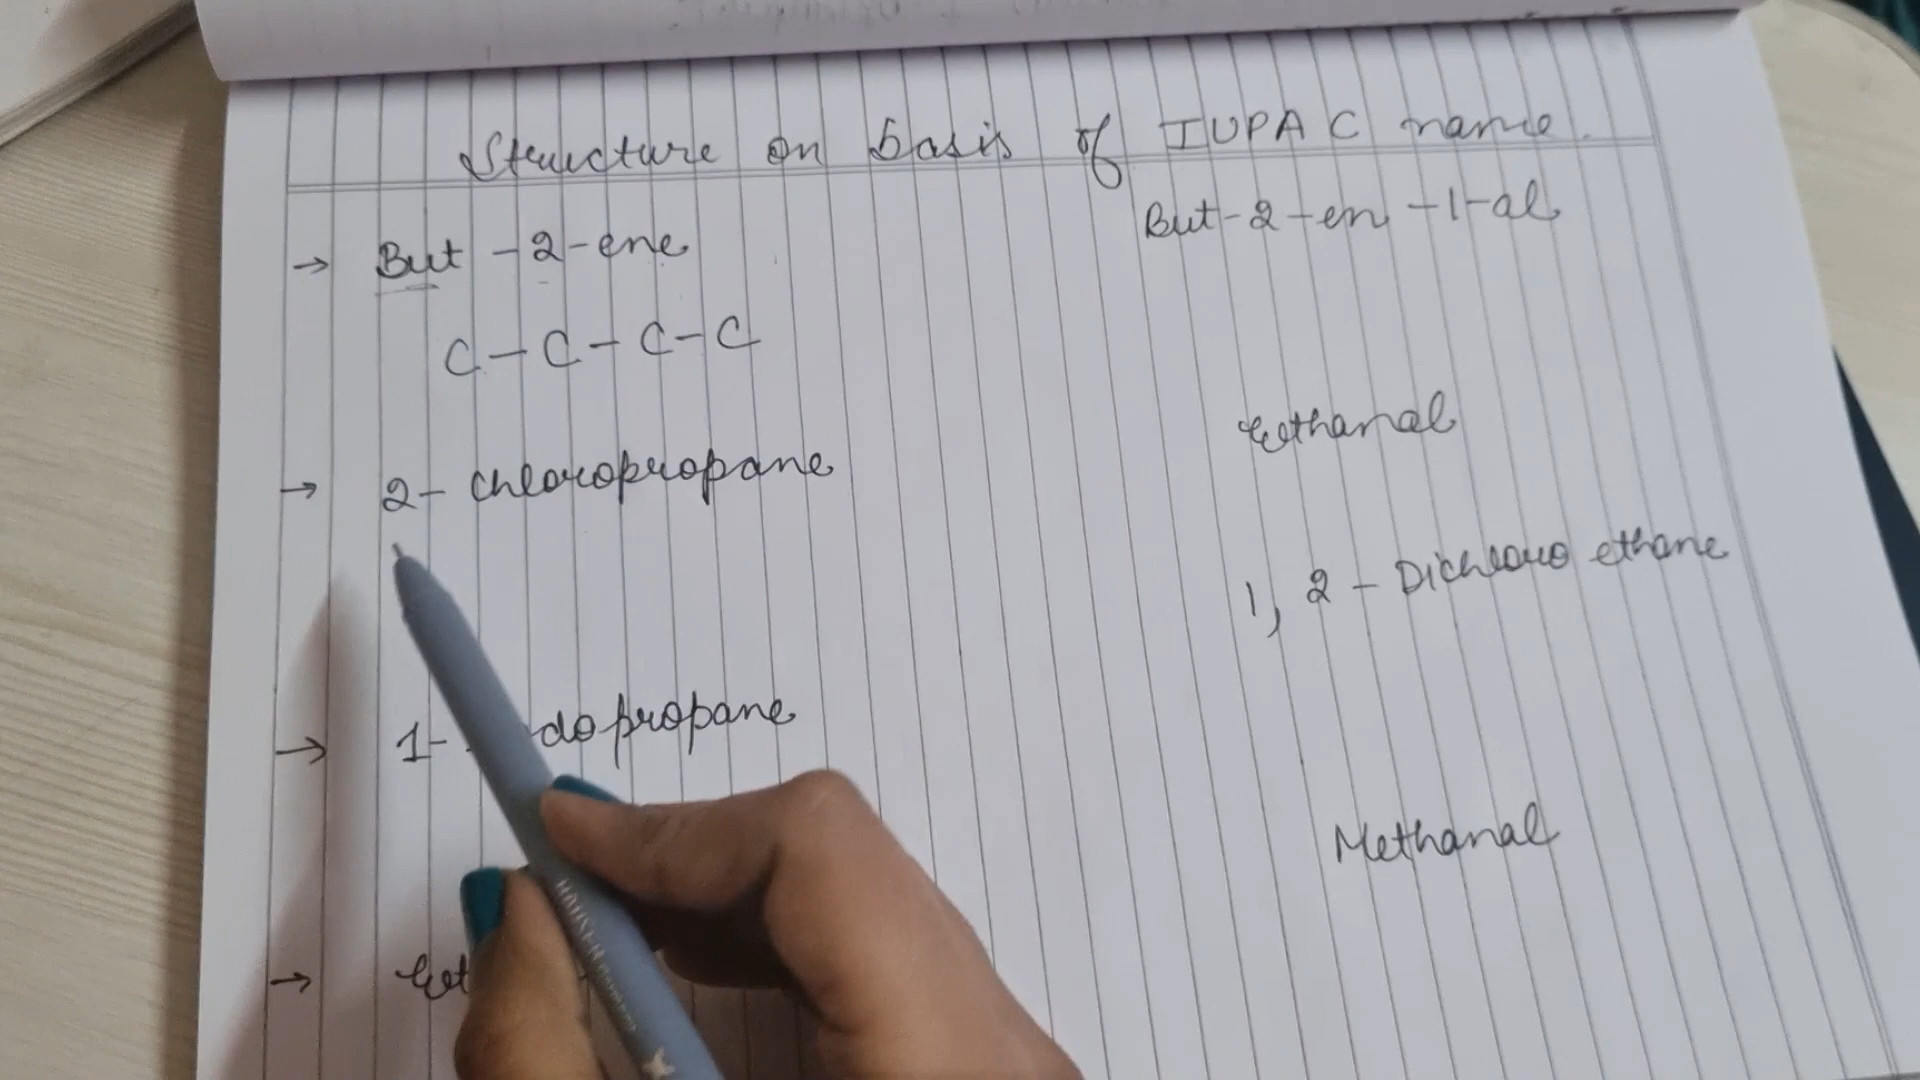 Structure on basis of IUPAC name.
→ But - 2 - ene
C - C - C - C
→ 2 - chloropropane
→ 1-
dopropane
→
But - 2 - en - 1 - al
Ethanal
1, 2 - Dichloro ethane
Methanal
HAUSER